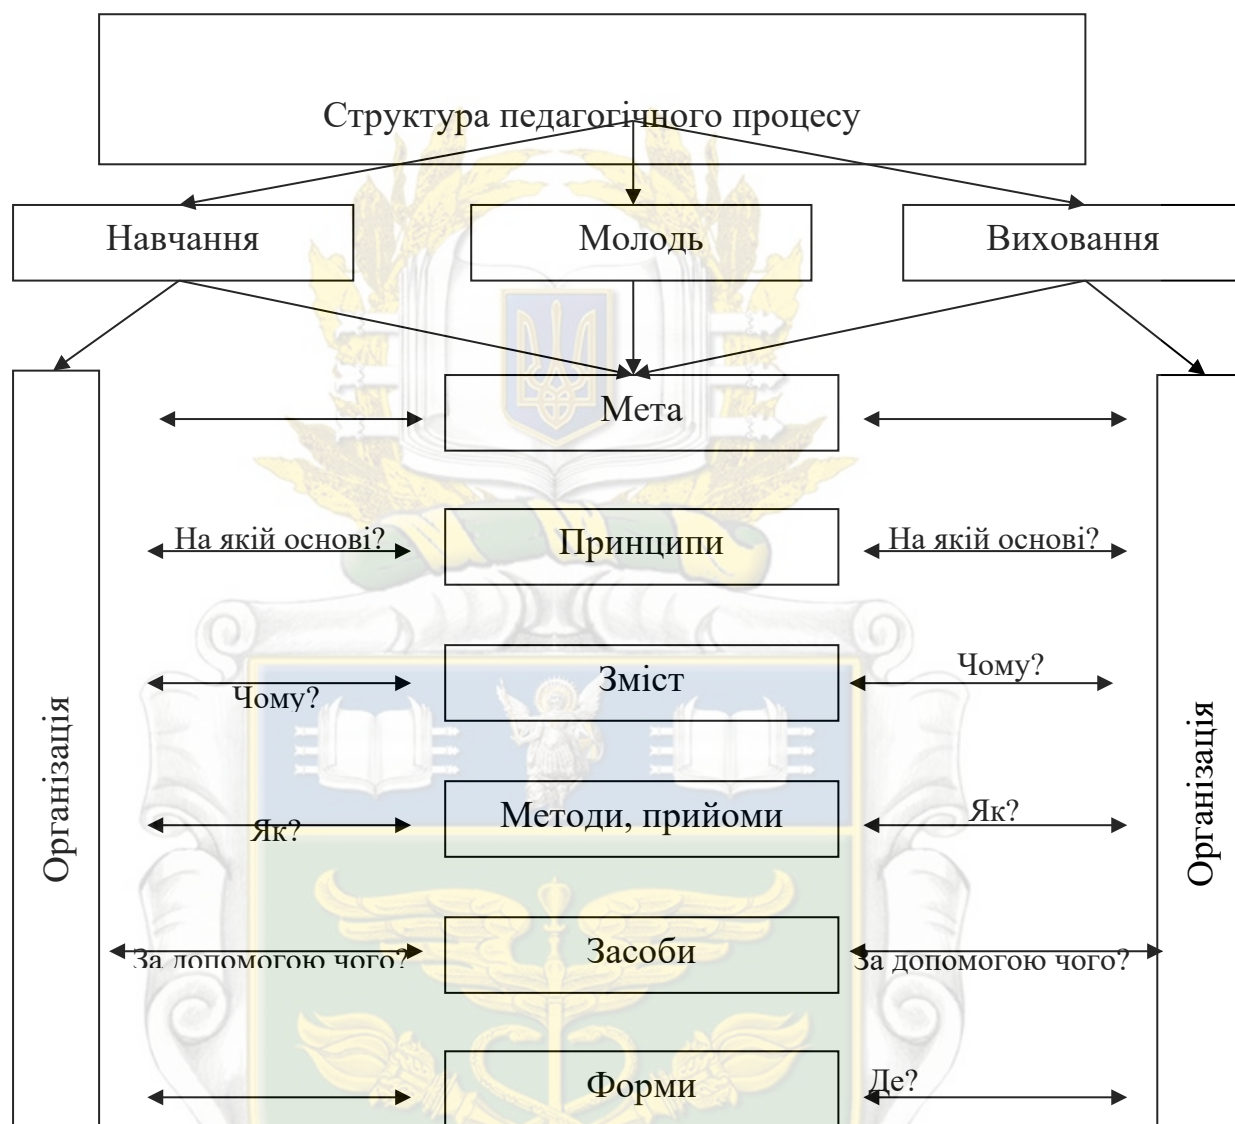 Структура педагогічного процесу
Навчання
Молодь
Виховання
Мета
На якій основі?
Принципи
На якій основі?
Чому?
Зміст
Чому?
Організація
Організація
Як?
Методи, прийоми
Як?
За допомогою чого?
Засоби
За допомогою чого?
Форми
Де?